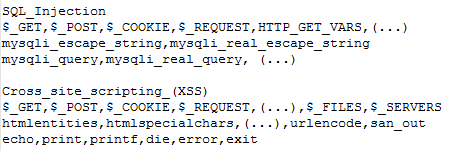 SQL_Injection
$_GET,$_POST,$_COOKIE,$_REQUEST,HTTP_GET_VARS,(...)
mysqli_escape_string,mysqli_real_escape_string
mysqli_query,mysqli_real_query, (...)
Cross_site_scripting_(XSS)
$_GET,$_POST,$_COOKIE,$_REQUEST,(...),$_FILES,$_SERVERS
htmlentities,htmlspecialchars,(...),urlencode,san_out
echo,print,printf,die,error,exit